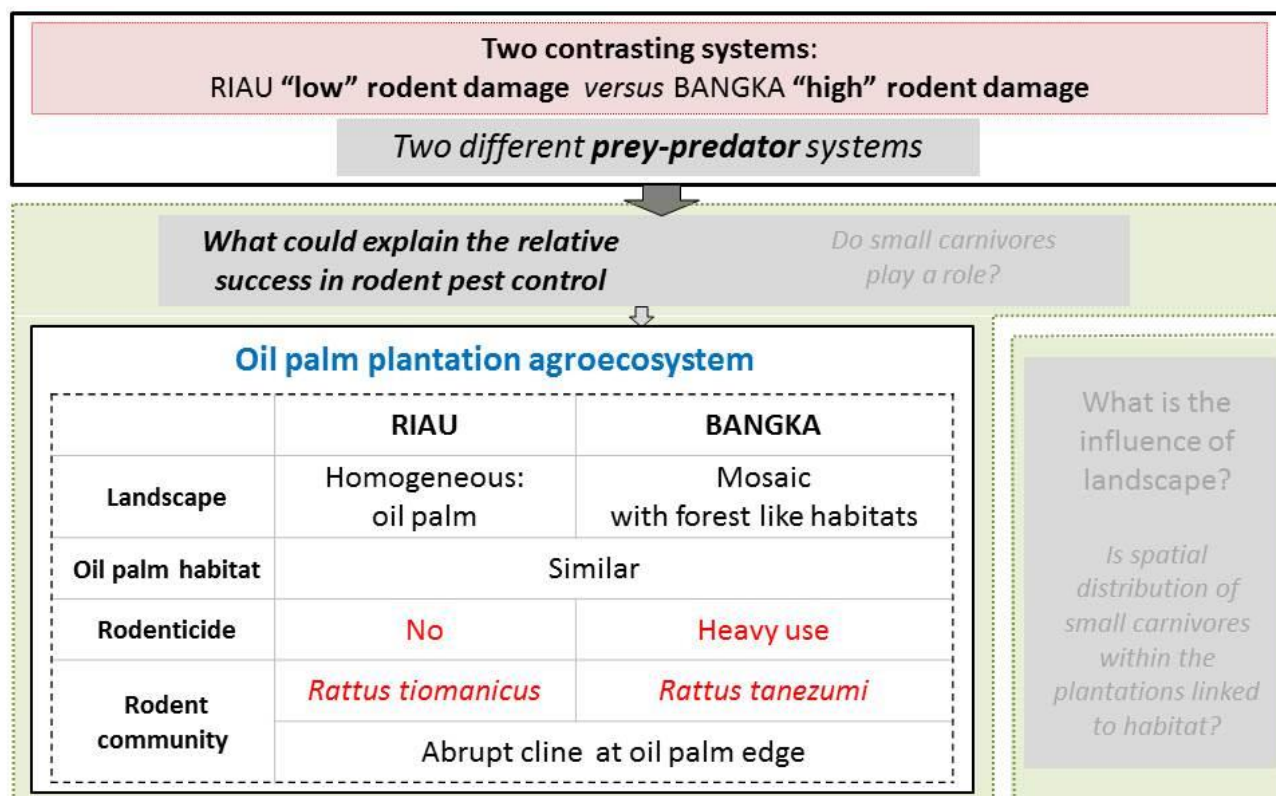 Two contrasting systems:
RIAU “low” rodent damage versus BANGKA “high” rodent damage
Two different prey-predator systems
What could explain the relative
success in rodent pest control
Do small carnivores
play a role?
Oil palm plantation agroecosystem
RIAU
BANGKA
Landscape
Homogeneous:
oil palm
Mosaic
with forest like habitats
Oil palm habitat
Similar
Rodenticide
No
Heavy use
Rodent
community
Rattus tiomanicus
Rattus tanezumi
Abrupt cline at oil palm edge
What is the
influence of
landscape?
Is spatial
distribution of
small carnivores
within the
plantations linked
to habitat?